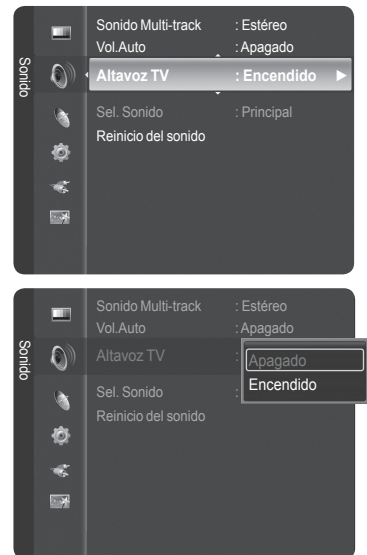 Sonido
Sonido Multi-track : Estéreo
Vol.Auto : Apagado
Altavoz TV : Encendido
Sel. Sonido : Principal
Reinicio del sonido
Sonido
Sonido Multi-track : Estéreo
Vol.Auto : Apagado
Altavoz TV :
Apagado
Encendido
Sel. Sonido :
Reinicio del sonido